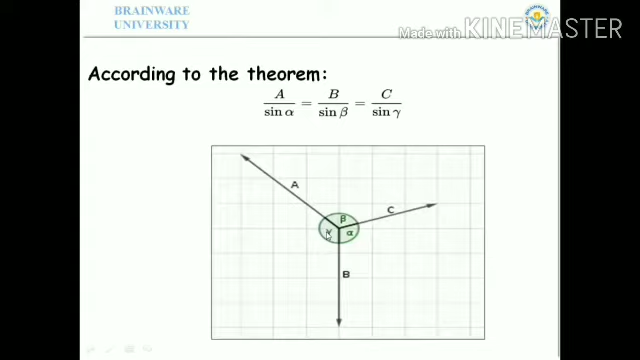 BRAINWARE
UNIVERSITY
Made with KINEMASTER
According to the theorem:
A/sin α = B/sin β = C/sin γ
A
β
C
γ α
B